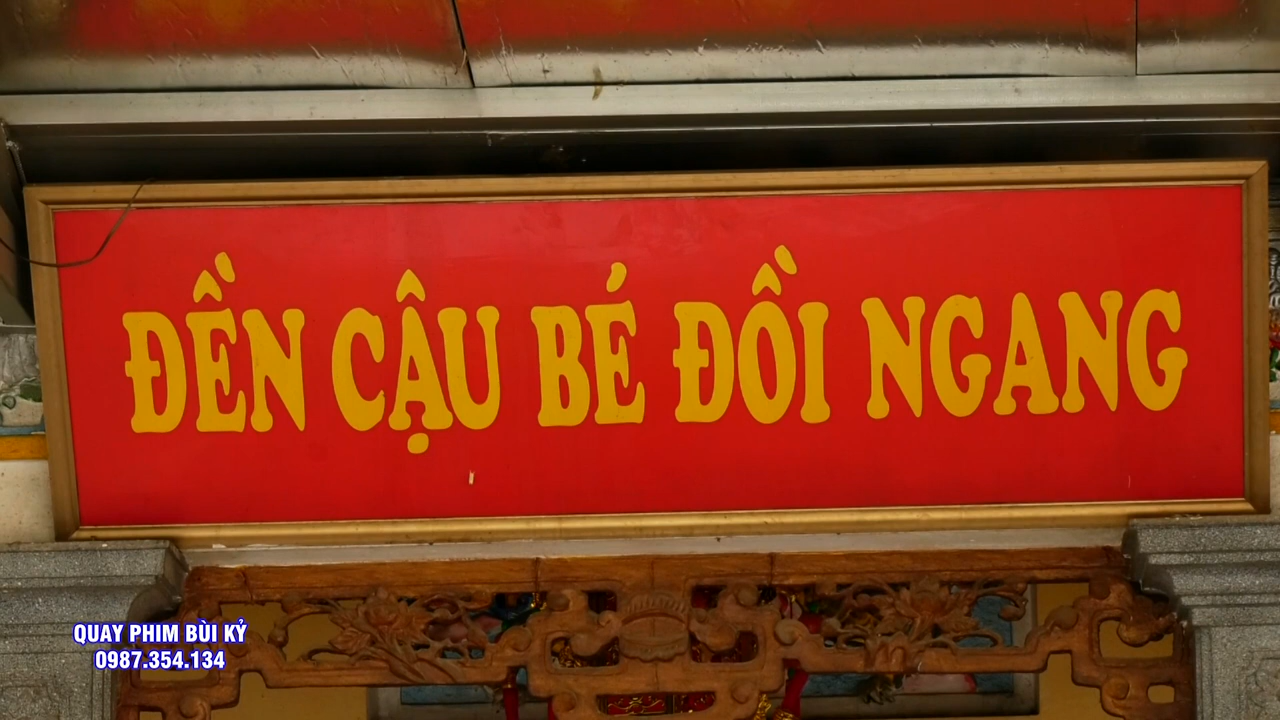 ĐỀN CẬU BÉ ĐỒI NGANG
QUAY PHIM BÙI KỶ
0987.354.134